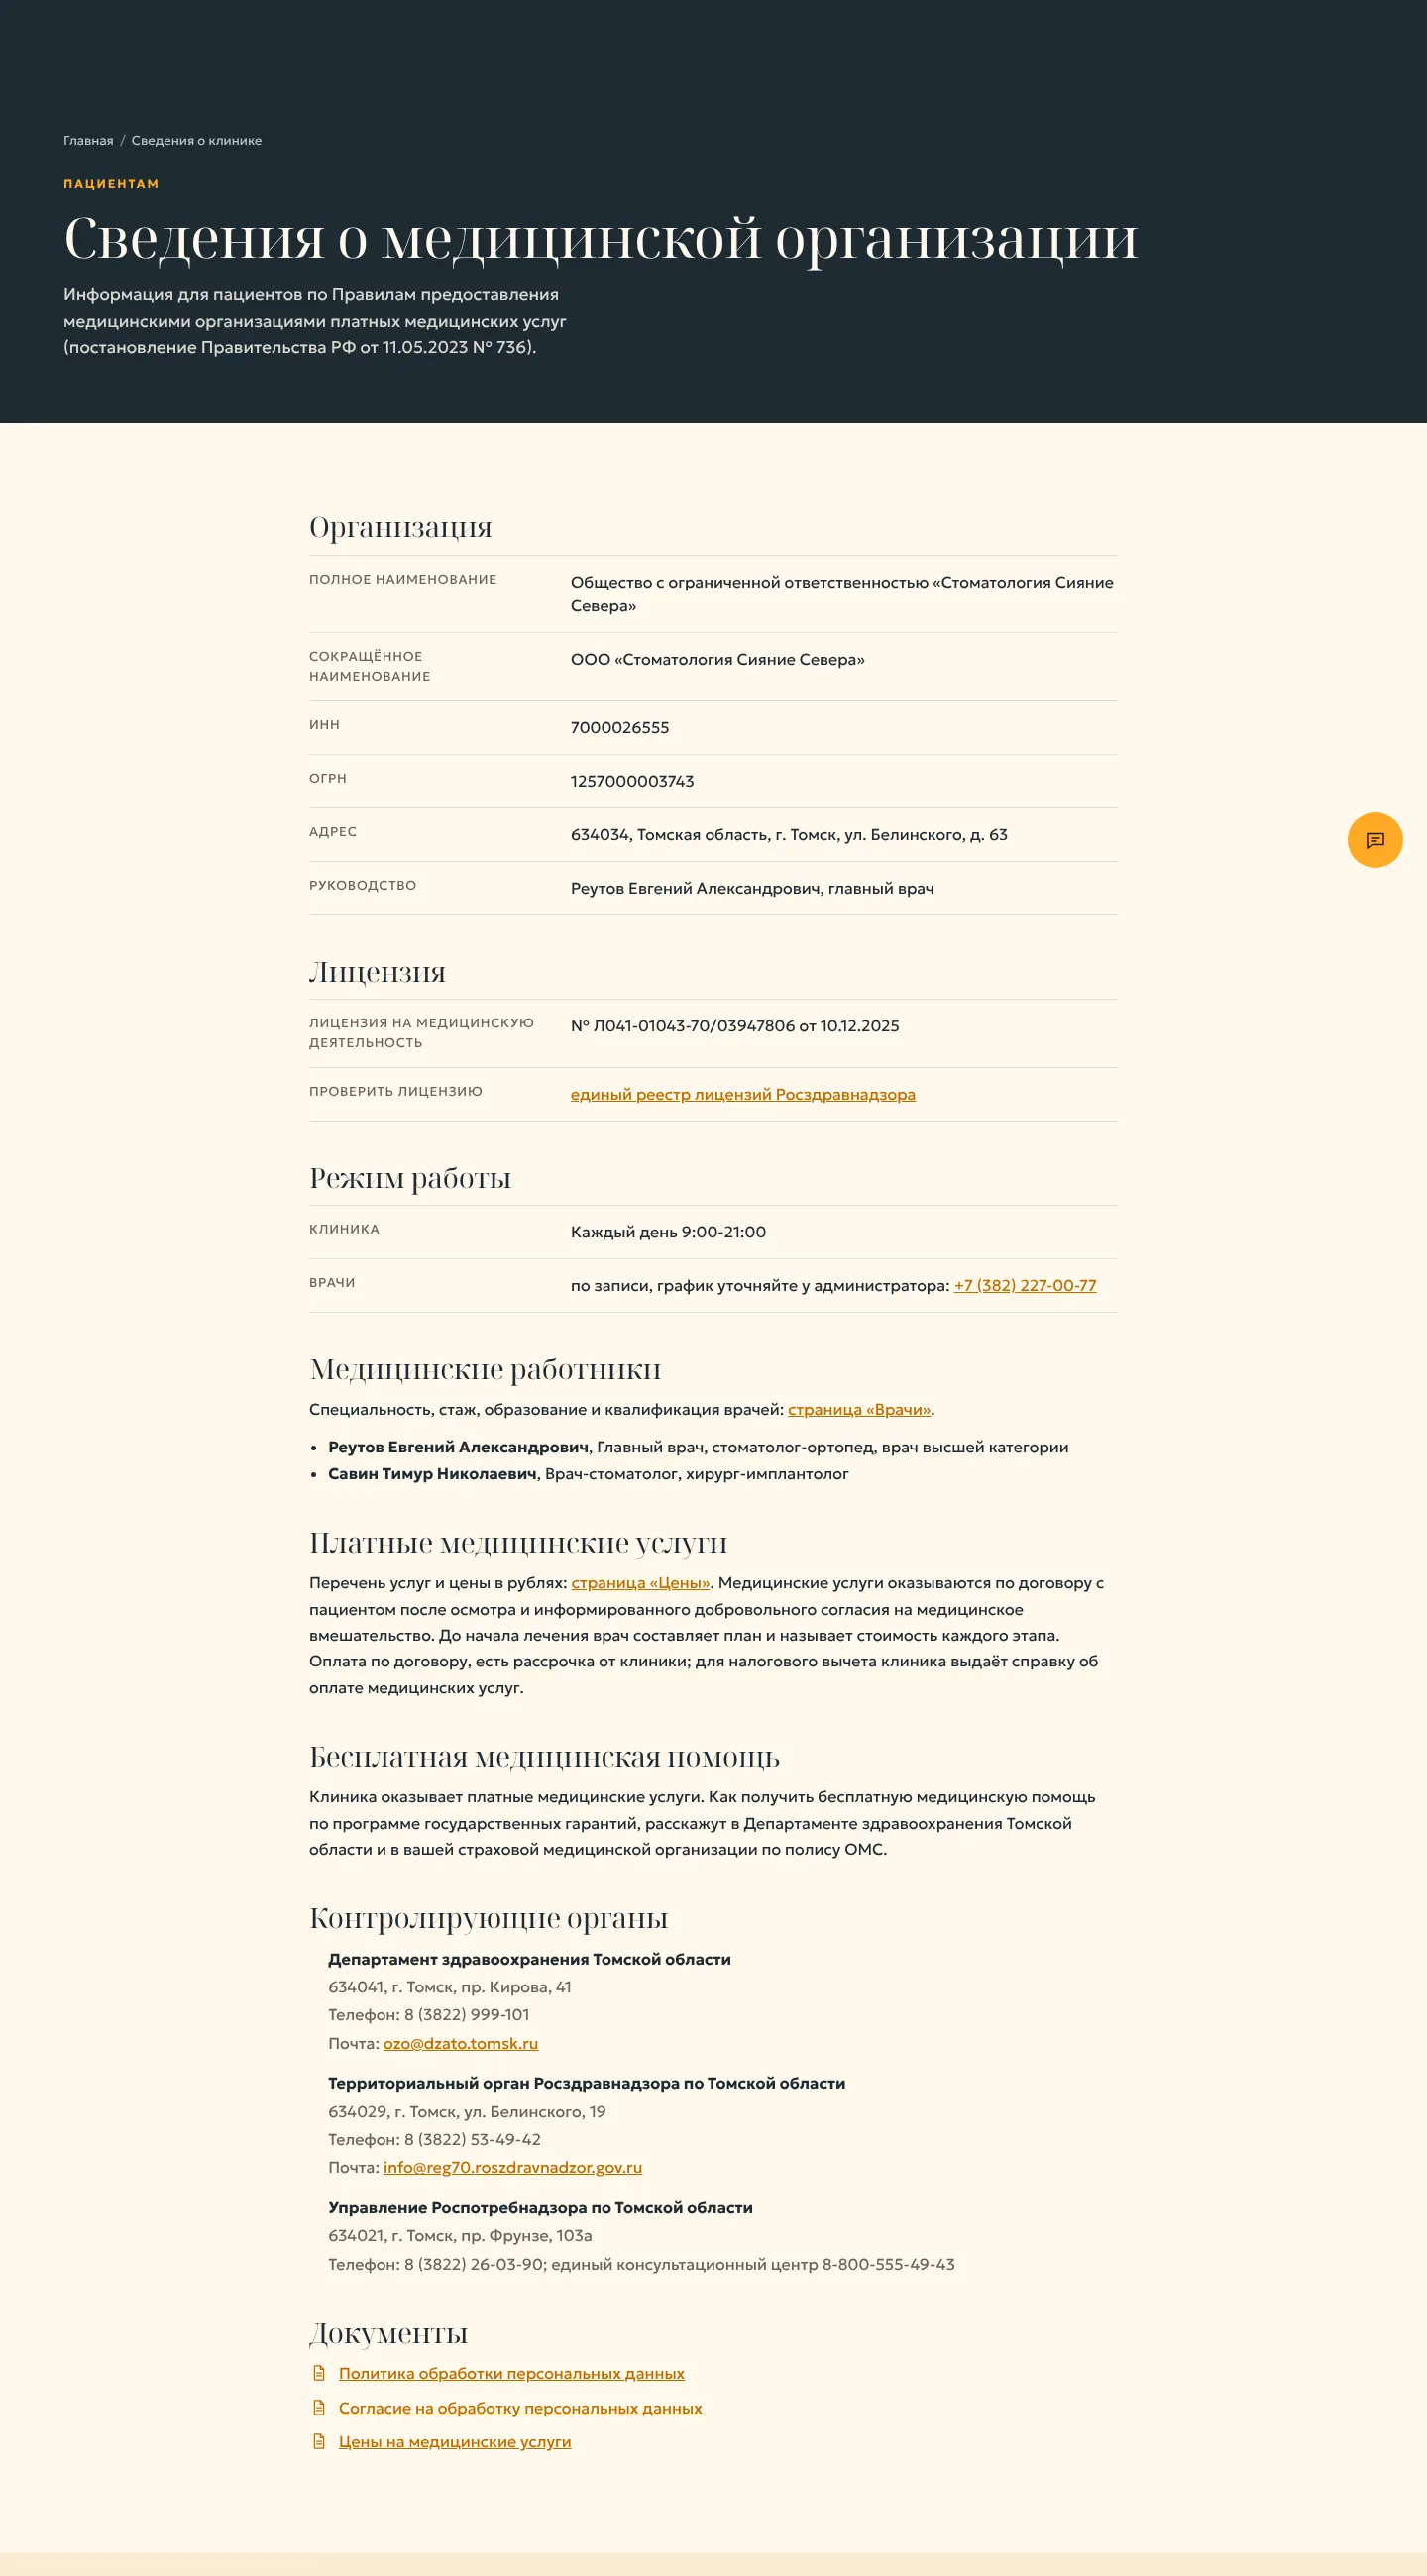 Главная / Сведения о клинике
ПАЦИЕНТАМ
Сведения о медицинской организации
Информация для пациентов по Правилам предоставления
медицинскими организациями платных медицинских услуг
(постановление Правительства РФ от 11.05.2023 № 736).
Организация
ПОЛНОЕ НАИМЕНОВАНИЕ
Общество с ограниченной ответственностью «Стоматология Сияние
Севера»
СОКРАЩЁННОЕ
НАИМЕНОВАНИЕ
ООО «Стоматология Сияние Севера»
ИНН
7000026555
ОГРН
1257000003743
АДРЕС
634034, Томская область, г. Томск, ул. Белинского, д. 63
РУКОВОДСТВО
Реутов Евгений Александрович, главный врач
Лицензия
ЛИЦЕНЗИЯ НА МЕДИЦИНСКУЮ
ДЕЯТЕЛЬНОСТЬ
№ Л041-01043-70/03947806 от 10.12.2025
ПРОВЕРИТЬ ЛИЦЕНЗИЮ
единый реестр лицензий Росздравнадзора
Режим работы
КЛИНИКА
Каждый день 9:00-21:00
ВРАЧИ
по записи, график уточняйте у администратора: +7 (382) 227-00-77
Медицинские работники
Специальность, стаж, образование и квалификация врачей: страница «Врачи».
• Реутов Евгений Александрович, Главный врач, стоматолог-ортопед, врач высшей категории
• Савин Тимур Николаевич, Врач-стоматолог, хирург-имплантолог
Платные медицинские услуги
Перечень услуг и цены в рублях: страница «Цены». Медицинские услуги оказываются по договору с
пациентом после осмотра и информированного добровольного согласия на медицинское
вмешательство. До начала лечения врач составляет план и называет стоимость каждого этапа.
Оплата по договору, есть рассрочка от клиники; для налогового вычета клиника выдаёт справку об
оплате медицинских услуг.
Бесплатная медицинская помощь
Клиника оказывает платные медицинские услуги. Как получить бесплатную медицинскую помощь
по программе государственных гарантий, расскажут в Департаменте здравоохранения Томской
области и в вашей страховой медицинской организации по полису ОМС.
Контролирующие органы
Департамент здравоохранения Томской области
634041, г. Томск, пр. Кирова, 41
Телефон: 8 (3822) 999-101
Почта: ozo@dzato.tomsk.ru
Территориальный орган Росздравнадзора по Томской области
634029, г. Томск, ул. Белинского, 19
Телефон: 8 (3822) 53-49-42
Почта: info@reg70.roszdravnadzor.gov.ru
Управление Роспотребнадзора по Томской области
634021, г. Томск, пр. Фрунзе, 103а
Телефон: 8 (3822) 26-03-90; единый консультационный центр 8-800-555-49-43
Документы
Политика обработки персональных данных
Согласие на обработку персональных данных
Цены на медицинские услуги